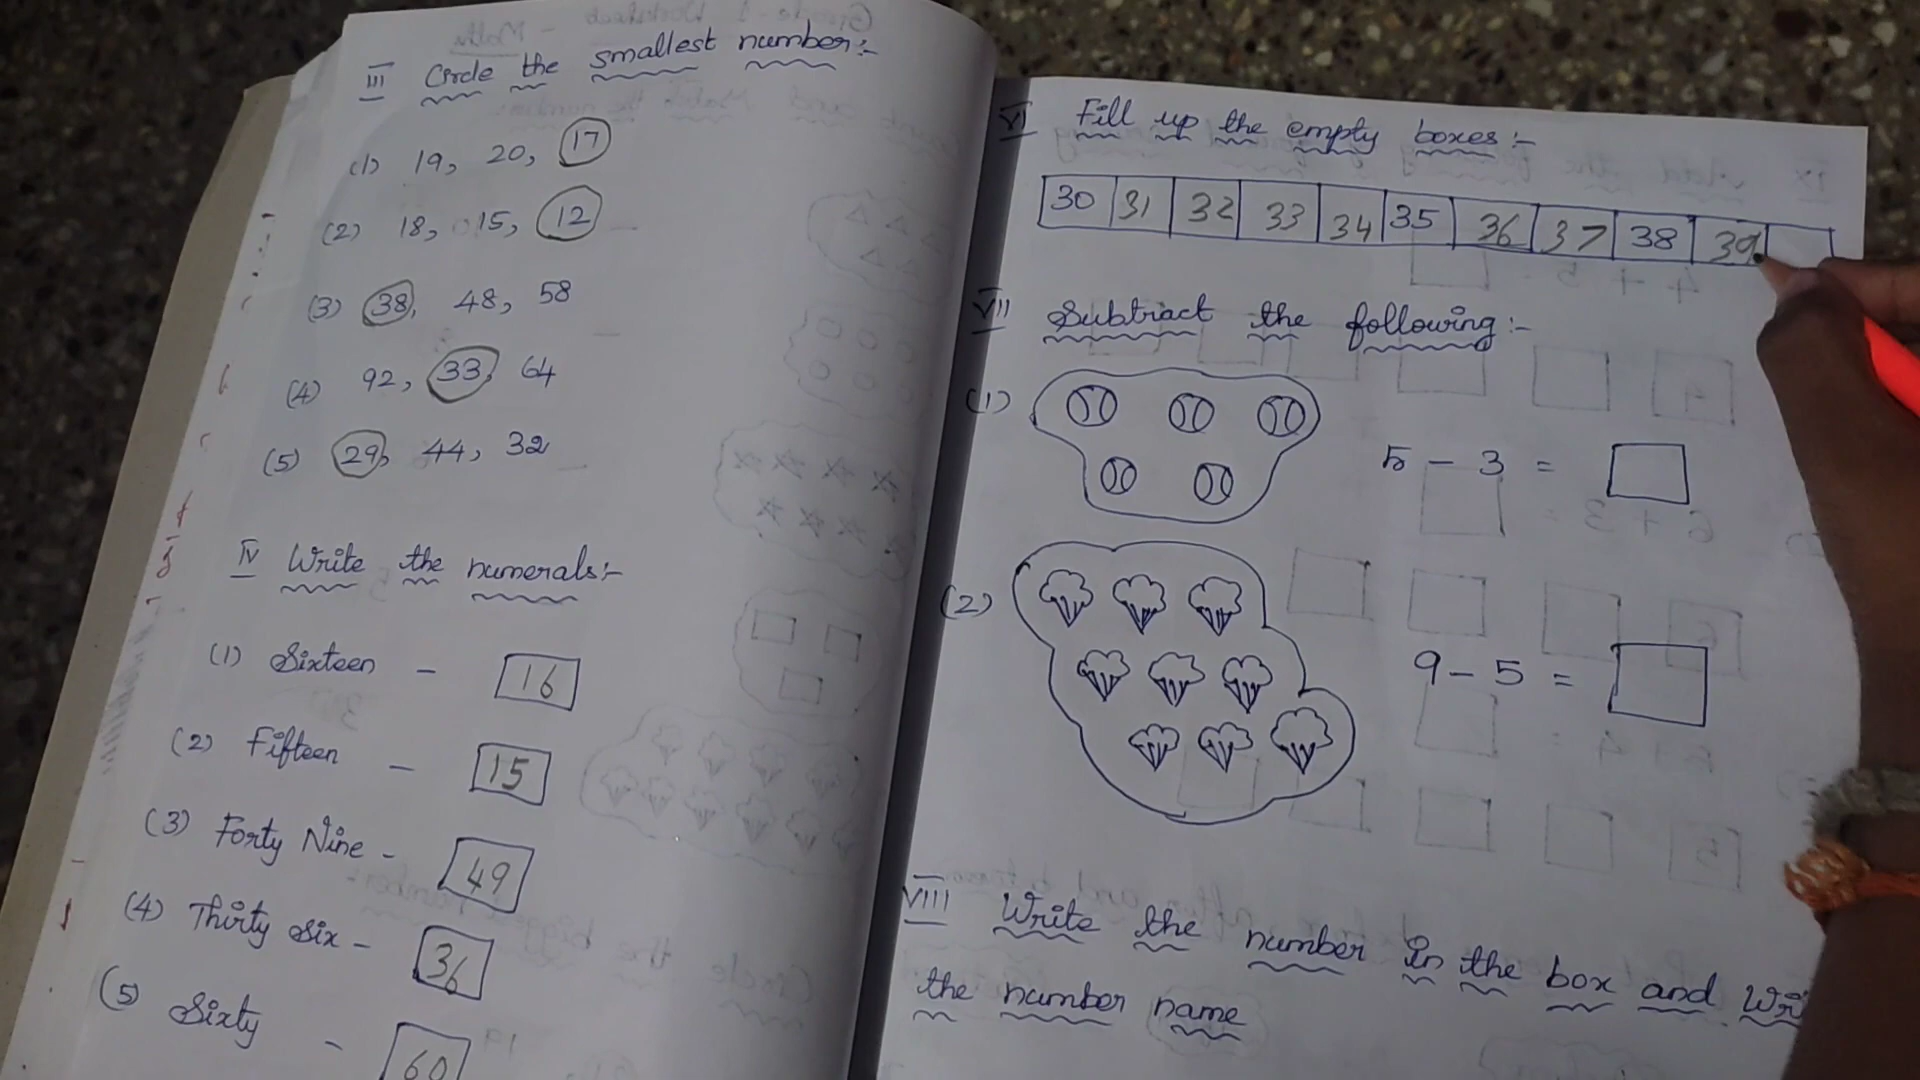 III Circle the smallest number:-
(1) 19, 20, 17
(2) 18, 15, 12
(3) 38, 48, 58
(4) 92, 33, 64
(5) 29, 44, 32
IV Write the numerals:-
(1) Sixteen - 16
(2) Fifteen - 15
(3) Forty Nine - 49
(4) Thirty Six - 36
(5) Sixty - 60
VI Fill up the empty boxes:-
30 31 32 33 34 35 36 37 38 39
VII Subtract the following:-
(1) 5 - 3 =
(2) 9 - 5 =
VIII Write the number in the box and Wri
the number name